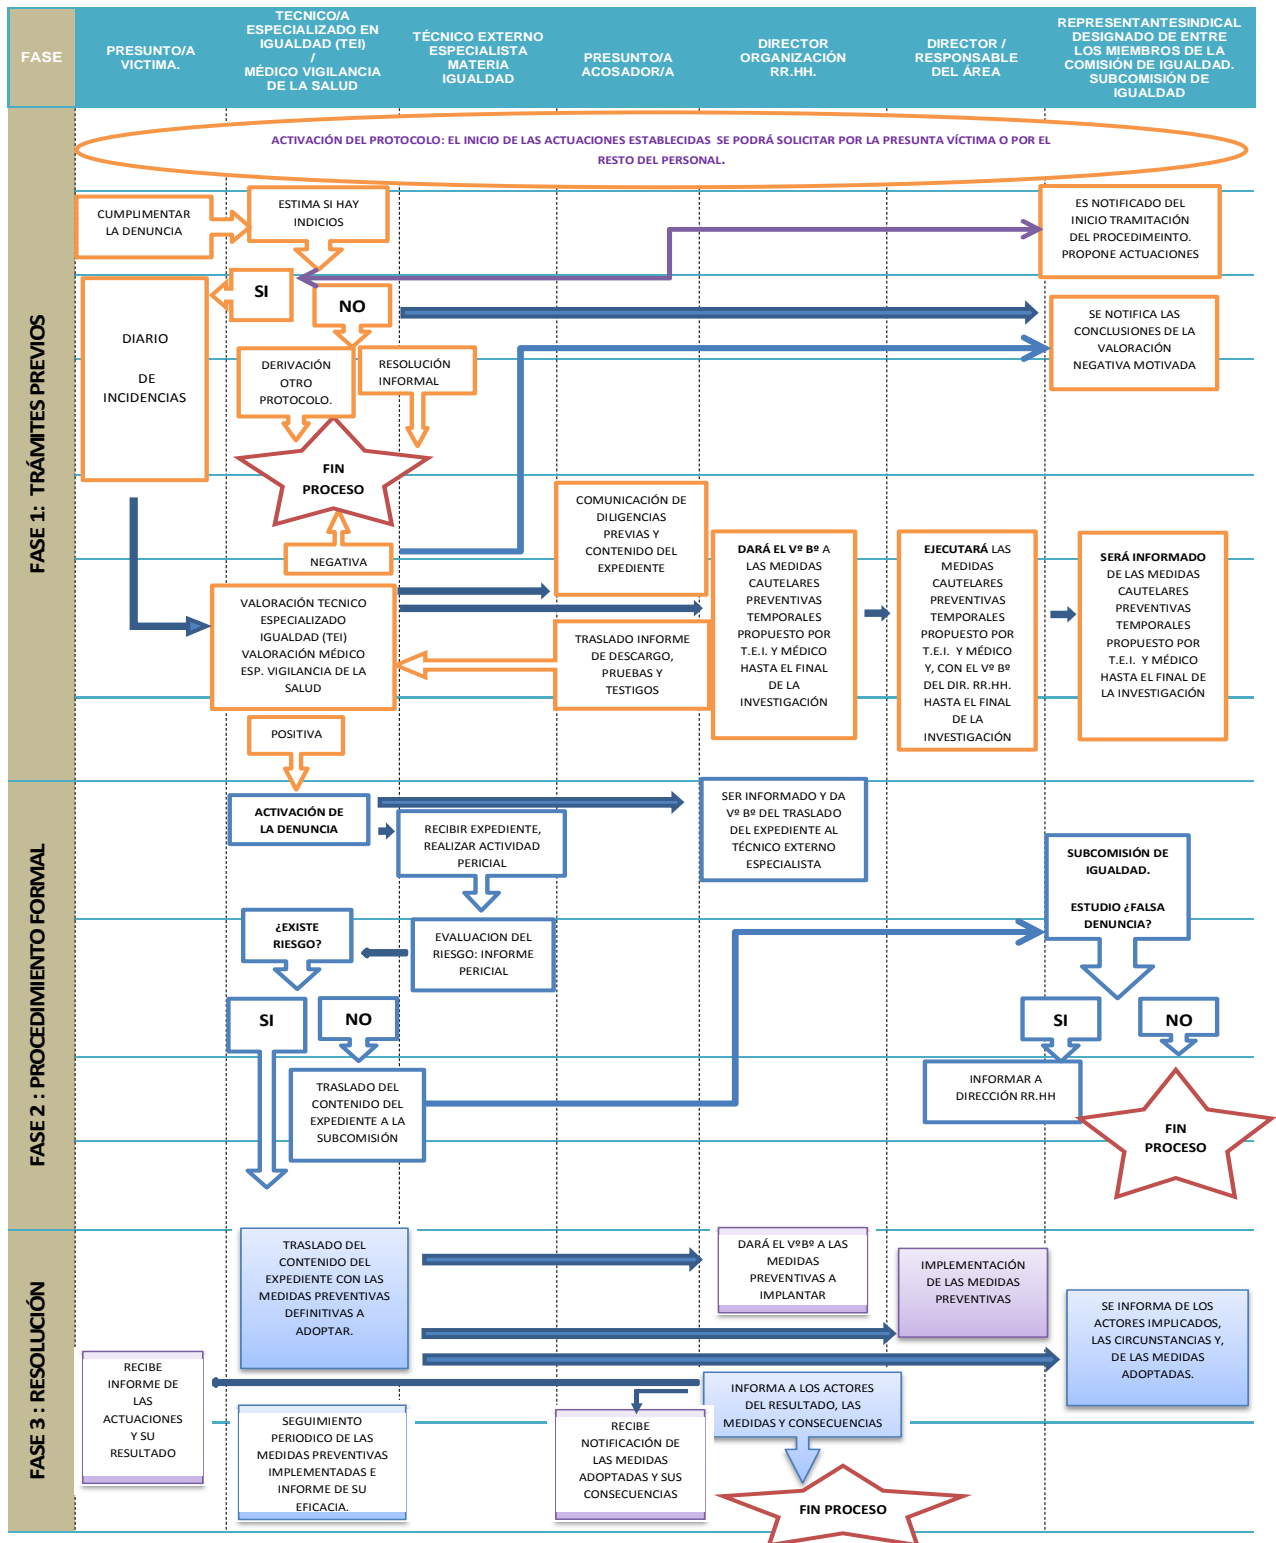 FASE
PRESUNTO/A
VICTIMA.
TECNICO/A
ESPECIALIZADO EN
IGUALDAD (TEI)
/
MÉDICO VIGILANCIA
DE LA SALUD
TÉCNICO EXTERNO
ESPECIALISTA
MATERIA
IGUALDAD
PRESUNTO/A
ACOSADOR/A
DIRECTOR
ORGANIZACIÓN
RR.HH.
DIRECTOR /
RESPONSABLE
DEL ÁREA
REPRESENTANTESINDICAL
DESIGNADO DE ENTRE
LOS MIEMBROS DE LA
COMISIÓN DE IGUALDAD.
SUBCOMISIÓN DE
IGUALDAD
FASE 1: TRÁMITES PREVIOS
ACTIVACIÓN DEL PROTOCOLO: EL INICIO DE LAS ACTUACIONES ESTABLECIDAS SE PODRÁ SOLICITAR POR LA PRESUNTA VÍCTIMA O POR EL
RESTO DEL PERSONAL.
CUMPLIMENTAR
LA DENUNCIA
ESTIMA SI HAY
INDICIOS
ES NOTIFICADO DEL
INICIO TRAMITACIÓN
DEL PROCEDIMEINTO.
PROPONE ACTUACIONES
SI
NO
DIARIO
DE
INCIDENCIAS
SE NOTIFICA LAS
CONCLUSIONES DE LA
VALORACIÓN
NEGATIVA MOTIVADA
DERIVACIÓN
OTRO
PROTOCOLO.
RESOLUCIÓN
INFORMAL
FIN
PROCESO
NEGATIVA
COMUNICACIÓN DE
DILIGENCIAS
PREVIAS Y
CONTENIDO DEL
EXPEDIENTE
DARÁ EL Vº Bº A
LAS MEDIDAS
CAUTELARES
PREVENTIVAS
TEMPORALES
PROPUESTO POR
T.E.I. Y MÉDICO
HASTA EL FINAL
DE LA
INVESTIGACIÓN
EJECUTARÁ LAS
MEDIDAS
CAUTELARES
PREVENTIVAS
TEMPORALES
PROPUESTO POR
T.E.I. Y MÉDICO
Y, CON EL Vº Bº
DEL DIR. RR.HH.
HASTA EL FINAL
DE LA
INVESTIGACIÓN
SERÁ INFORMADO
DE LAS MEDIDAS
CAUTELARES
PREVENTIVAS
TEMPORALES
PROPUESTO POR
T.E.I. Y MÉDICO
HASTA EL FINAL DE
LA INVESTIGACIÓN
VALORACIÓN TECNICO
ESPECIALIZADO
IGUALDAD (TEI)
VALORACIÓN MÉDICO
ESP. VIGILANCIA DE LA
SALUD
TRASLADO INFORME
DE DESCARGO,
PRUEBAS Y
TESTIGOS
POSITIVA
FASE 2 : PROCEDIMIENTO FORMAL
ACTIVACIÓN DE
LA DENUNCIA
RECIBIR EXPEDIENTE,
REALIZAR ACTIVIDAD
PERICIAL
SER INFORMADO Y DA
Vº Bº DEL TRASLADO
DEL EXPEDIENTE AL
TÉCNICO EXTERNO
ESPECIALISTA
SUBCOMISIÓN DE
IGUALDAD.
ESTUDIO ¿FALSA
DENUNCIA?
¿EXISTE
RIESGO?
EVALUACION DEL
RIESGO: INFORME
PERICIAL
SI
NO
SI
NO
TRASLADO DEL
CONTENIDO DEL
EXPEDIENTE A LA
SUBCOMISIÓN
INFORMAR A
DIRECCIÓN RR.HH
FIN
PROCESO
FASE 3 : RESOLUCIÓN
TRASLADO DEL
CONTENIDO DEL
EXPEDIENTE CON LAS
MEDIDAS PREVENTIVAS
DEFINITIVAS A
ADOPTAR.
DARÁ EL VºBº A LAS
MEDIDAS
PREVENTIVAS A
IMPLANTAR
IMPLEMENTACIÓN
DE LAS MEDIDAS
PREVENTIVAS
SE INFORMA DE LOS
ACTORES IMPLICADOS,
LAS CIRCUNSTANCIAS Y,
DE LAS MEDIDAS
ADOPTADAS.
RECIBE
INFORME DE
LAS
ACTUACIONES
Y SU
RESULTADO
SEGUIMIENTO
PERIODICO DE LAS
MEDIDAS PREVENTIVAS
IMPLEMENTADAS E
INFORME DE SU
EFICACIA.
RECIBE
NOTIFICACIÓN DE
LAS MEDIDAS
ADOPTADAS Y SUS
CONSECUENCIAS
INFORMA A LOS ACTORES
DEL RESULTADO, LAS
MEDIDAS Y CONSECUENCIAS
FIN PROCESO